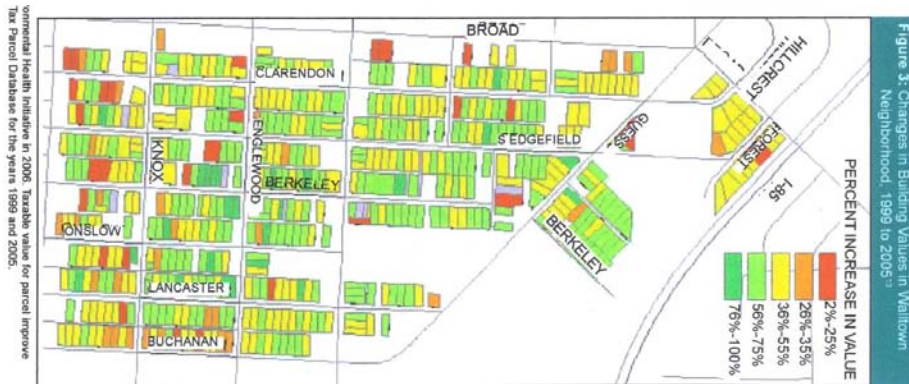 Figure 3: Changes in Building Values in Walltown
Neighborhood, 1999 to 2005¹³
PERCENT INCREASE IN VALUE
2%-25%
26%-35%
36%-55%
56%-75%
76%-100%
HILLCREST
FOREST
I-85
BROAD
GUESS
CLARENDON
S EDGEFIELD
ENGLEWOOD
BERKELEY
BERKELEY
KNOX
ONSLOW
LANCASTER
BUCHANAN
onmental Health Initiative in 2006. Taxable value for parcel improve
Tax Parcel Database for the years 1999 and 2005.